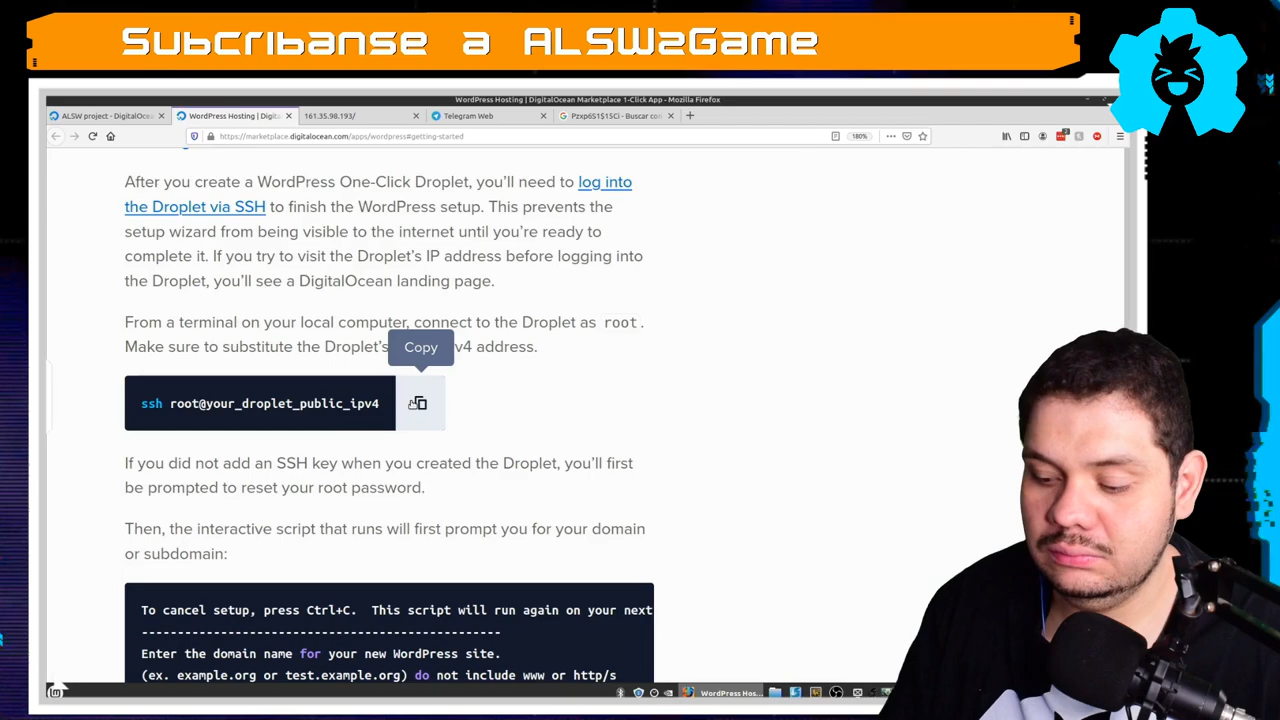 Subcribanse a ALSW2Game
WordPress Hosting | DigitalOcean Marketplace 1-Click App - Mozilla Firefox
ALSW project - DigitalOcea
WordPress Hosting | Digit
161.35.98.193/
Telegram Web
Pzxp6S1$15Ci - Buscar con
https://marketplace.digitalocean.com/apps/wordpress#getting-started
180%
After you create a WordPress One-Click Droplet, you'll need to log into
the Droplet via SSH to finish the WordPress setup. This prevents the
setup wizard from being visible to the internet until you're ready to
complete it. If you try to visit the Droplet's IP address before logging into
the Droplet, you'll see a DigitalOcean landing page.
From a terminal on your local computer, connect to the Droplet as root.
Make sure to substitute the Droplet's v4 address.
Copy
ssh root@your_droplet_public_ipv4
If you did not add an SSH key when you created the Droplet, you'll first
be prompted to reset your root password.
Then, the interactive script that runs will first prompt you for your domain
or subdomain:
To cancel setup, press Ctrl+C. This script will run again on your next
--------------------------------------------------
Enter the domain name for your new WordPress site.
(ex. example.org or test.example.org) do not include www or http/s
WordPress Hos...